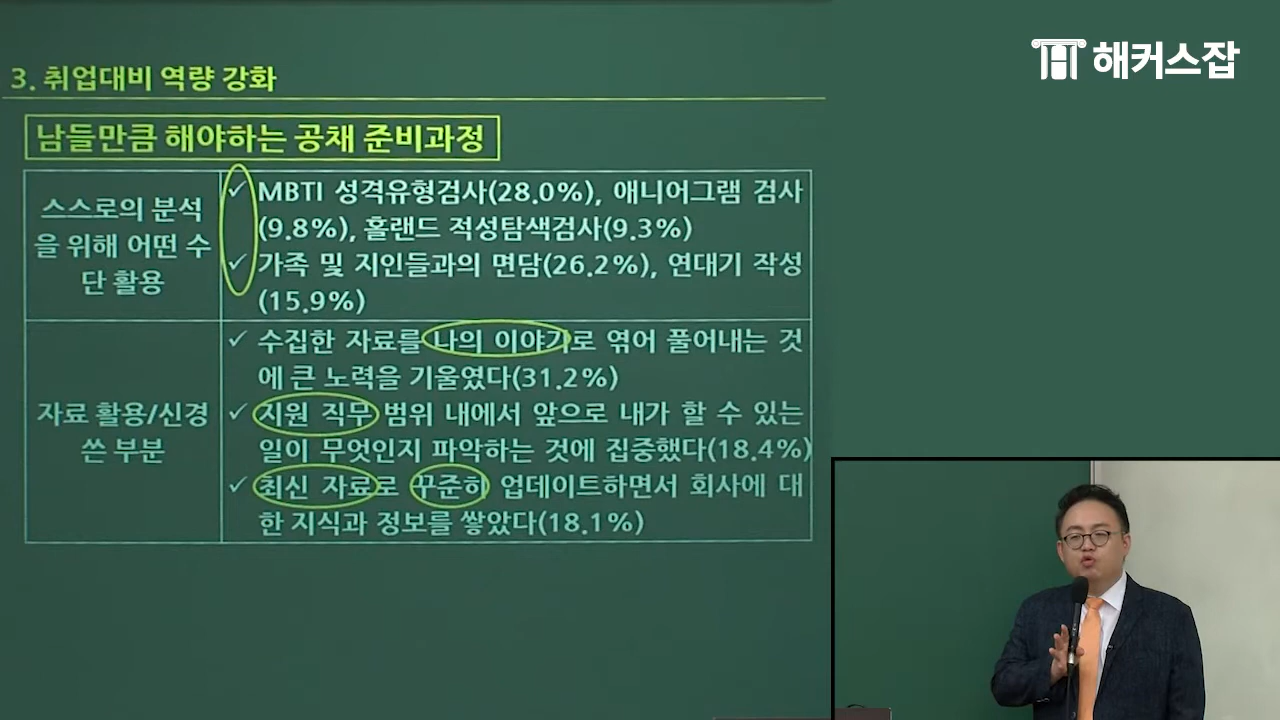 해커스잡
3. 취업대비 역량 강화
남들만큼 해야하는 공채 준비과정
스스로의 분석
을 위해 어떤 수
단 활용
✓ MBTI 성격유형검사(28.0%), 애니어그램 검사
(9.8%), 홀랜드 적성탐색검사(9.3%)
✓ 가족 및 지인들과의 면담(26.2%), 연대기 작성
(15.9%)
자료 활용/신경
쓴 부분
✓ 수집한 자료를 나의 이야기로 엮어 풀어내는 것
에 큰 노력을 기울였다(31.2%)
✓ 지원 직무 범위 내에서 앞으로 내가 할 수 있는
일이 무엇인지 파악하는 것에 집중했다(18.4%)
✓ 최신 자료로 꾸준히 업데이트하면서 회사에 대
한 지식과 정보를 쌓았다(18.1%)